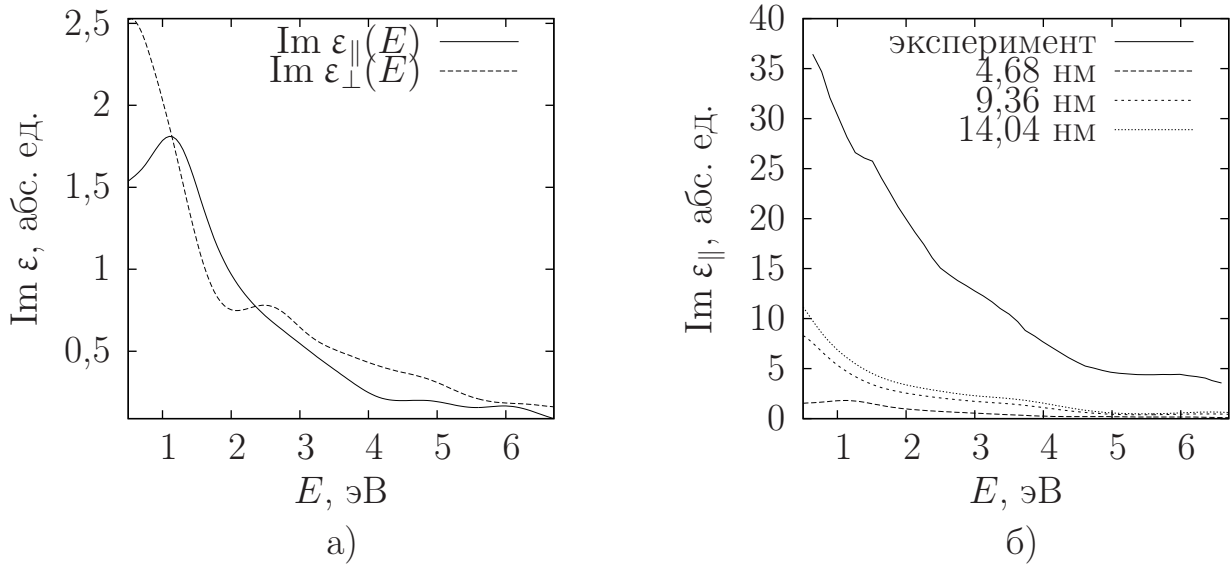 2,5
2
1,5
1
0,5
Im ε, абс. ед.
Im ε∥(E)
Im ε⊥(E)
1 2 3 4 5 6
E, эВ
а)
40
35
30
25
20
15
10
5
0
Im ε∥, абс. ед.
эксперимент
4,68 нм
9,36 нм
14,04 нм
1 2 3 4 5 6
E, эВ
б)